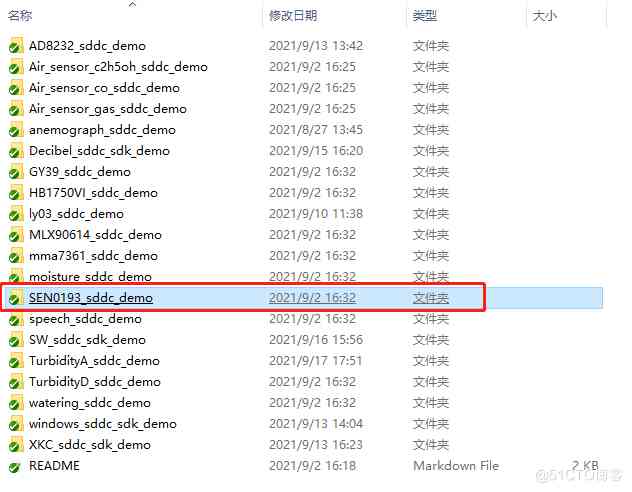 名称 修改日期 类型 大小
AD8232_sddc_demo 2021/9/13 13:42 文件夹
Air_sensor_c2h5oh_sddc_demo 2021/9/2 16:25 文件夹
Air_sensor_co_sddc_demo 2021/9/2 16:25 文件夹
Air_sensor_gas_sddc_demo 2021/9/2 16:25 文件夹
anemograph_sddc_demo 2021/8/27 13:45 文件夹
Decibel_sddc_sdk_demo 2021/9/15 16:20 文件夹
GY39_sddc_demo 2021/9/2 16:32 文件夹
HB1750VI_sddc_demo 2021/9/2 16:32 文件夹
ly03_sddc_demo 2021/9/10 11:38 文件夹
MLX90614_sddc_demo 2021/9/2 16:32 文件夹
mma7361_sddc_demo 2021/9/2 16:32 文件夹
moisture_sddc_demo 2021/9/2 16:32 文件夹
SEN0193_sddc_demo 2021/9/2 16:32 文件夹
speech_sddc_demo 2021/9/2 16:32 文件夹
SW_sddc_sdk_demo 2021/9/16 15:56 文件夹
TurbidityA_sddc_demo 2021/9/17 17:51 文件夹
TurbidityD_sddc_demo 2021/9/2 16:32 文件夹
watering_sddc_demo 2021/9/2 16:32 文件夹
windows_sddc_sdk_demo 2021/9/13 14:04 文件夹
XKC_sddc_sdk_demo 2021/9/13 16:23 文件夹
README 2021/9/2 16:18 Markdown File 2 KB
@51CTO博客